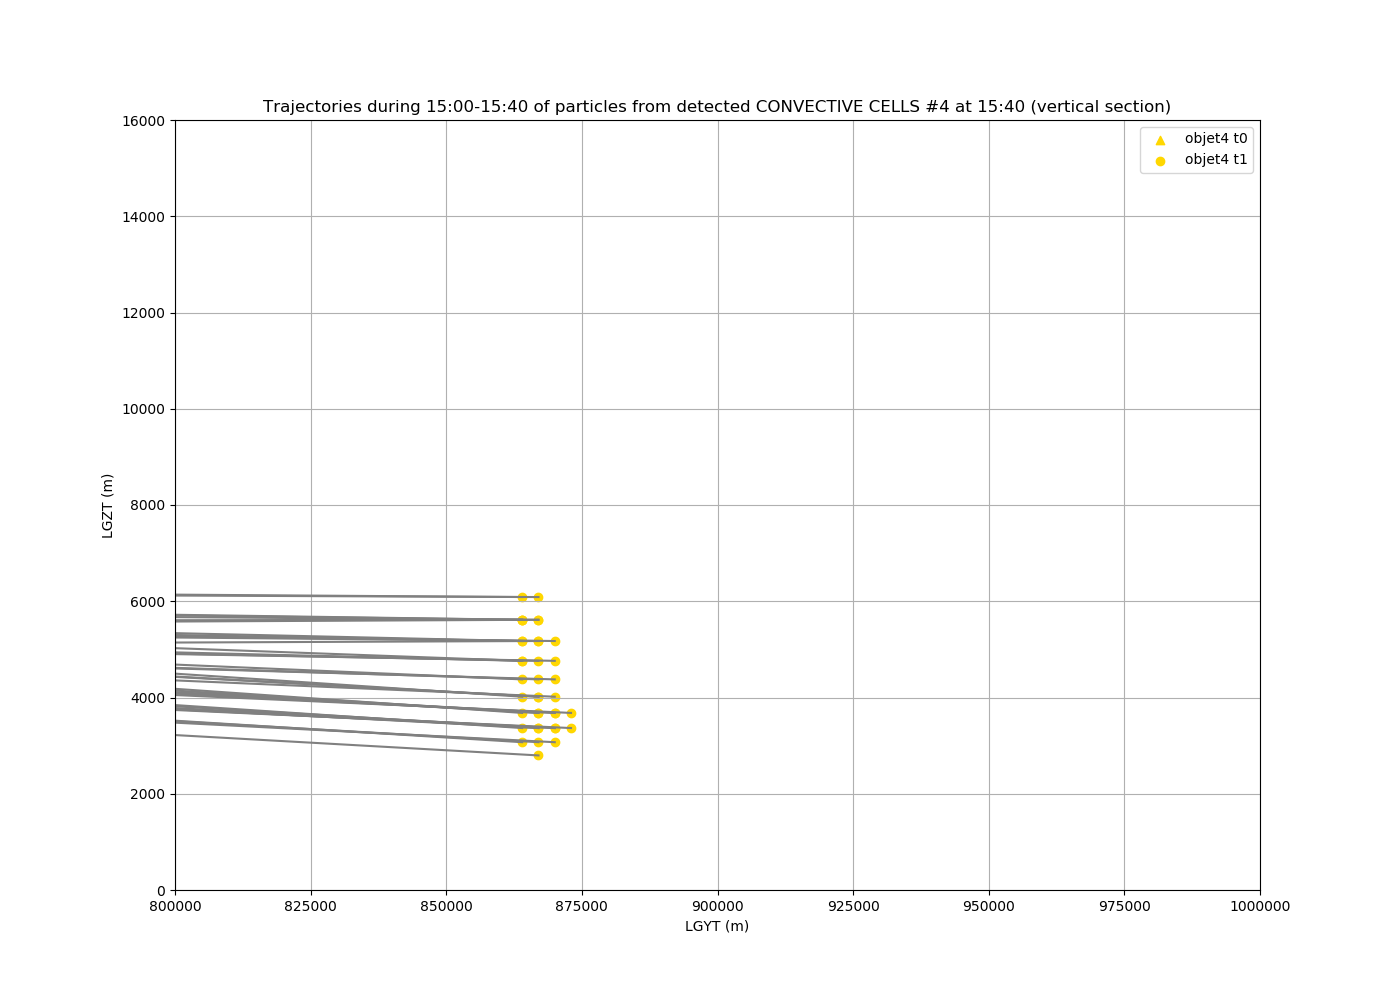 Trajectories during 15:00-15:40 of particles from detected CONVECTIVE CELLS #4 at 15:40 (vertical section)
objet4 t0
objet4 t1
16000
14000
12000
10000
8000
6000
4000
2000
0
LGZT (m)
800000 825000 850000 875000 900000 925000 950000 975000 1000000
LGYT (m)